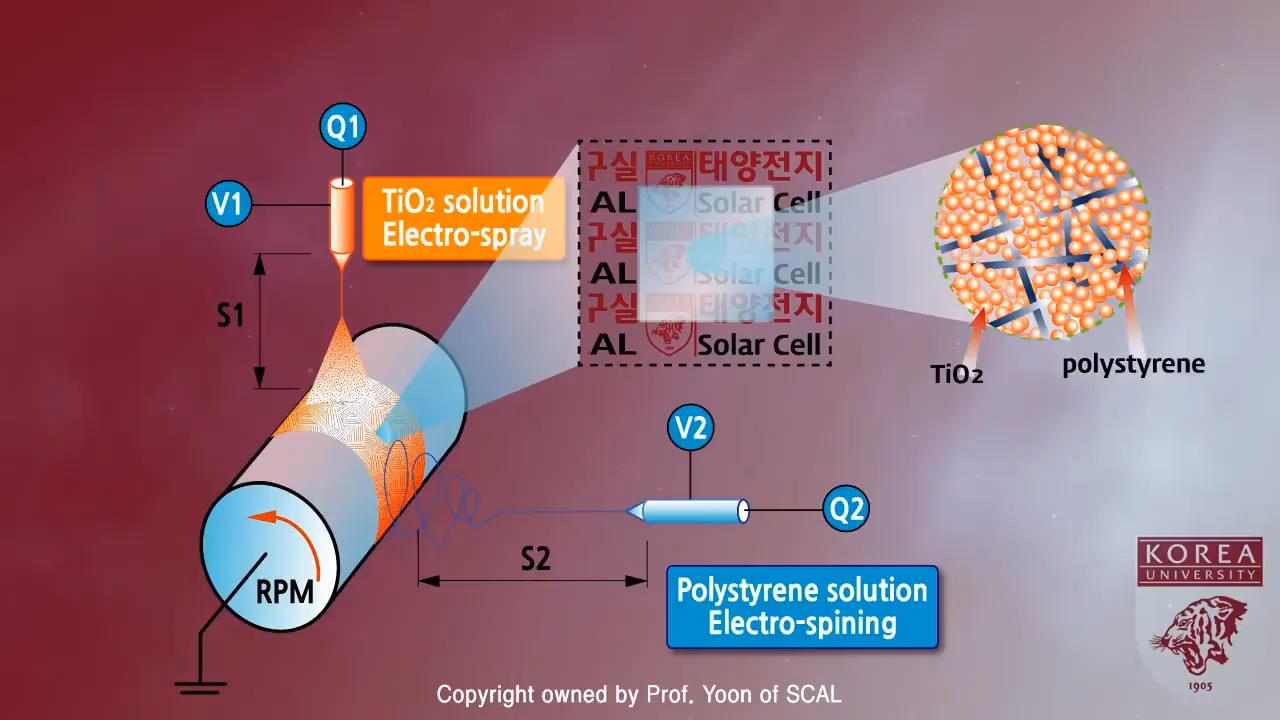 Q1
V1
TiO₂ solution
Electro-spray
S1
구실 KOREA 태양전지
AL Solar Cell
구실 태양전지
AL Solar Cell
구실 태양전지
AL Solar Cell
TiO₂
polystyrene
V2
Q2
S2
RPM
Polystyrene solution
Electro-spining
KOREA
UNIVERSITY
1905
Copyright owned by Prof. Yoon of SCAL